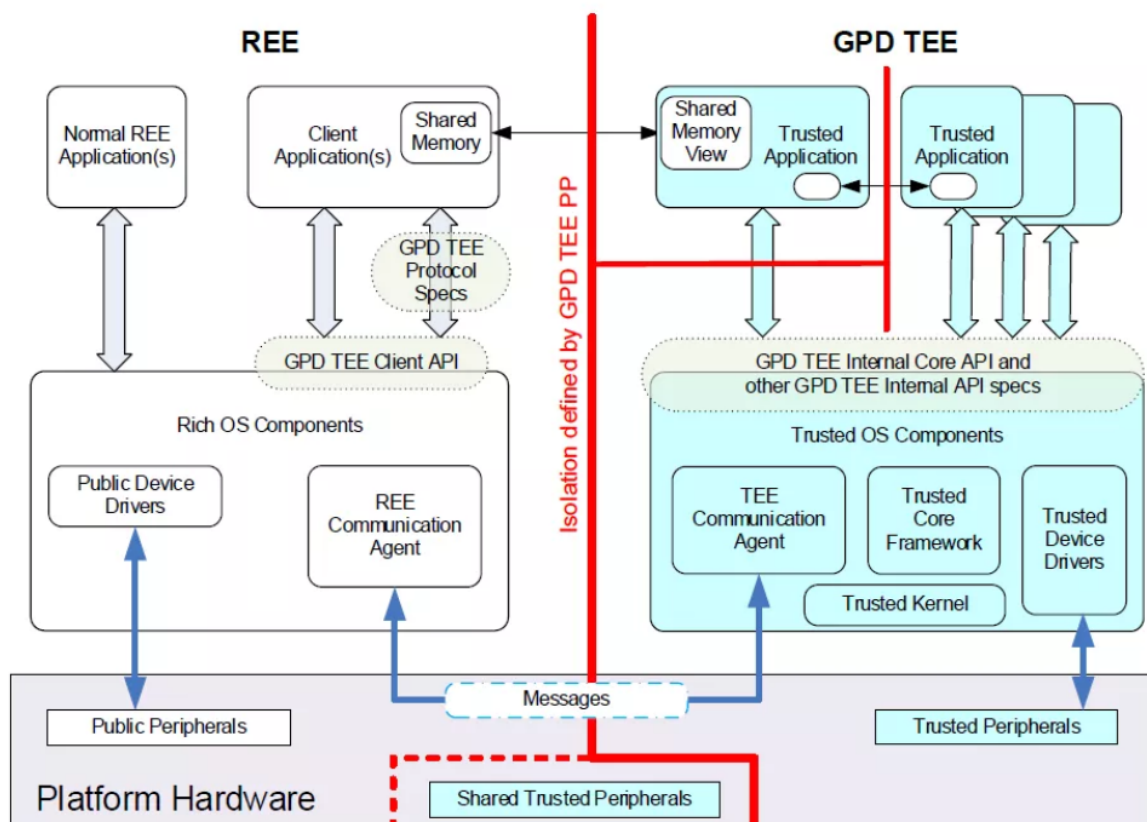 REE
GPD TEE
Normal REE
Application(s)
Client
Application(s)
Shared
Memory
Shared
Memory
View
Trusted
Application
Trusted
Application
GPD TEE
Protocol
Specs
Isolation defined by GPD TEE PP
GPD TEE Client API
GPD TEE Internal Core API and
other GPD TEE Internal API specs
Rich OS Components
Trusted OS Components
Public Device
Drivers
REE
Communication
Agent
TEE
Communication
Agent
Trusted
Core
Framework
Trusted
Device
Drivers
Trusted Kernel
Messages
Public Peripherals
Trusted Peripherals
Platform Hardware
Shared Trusted Peripherals